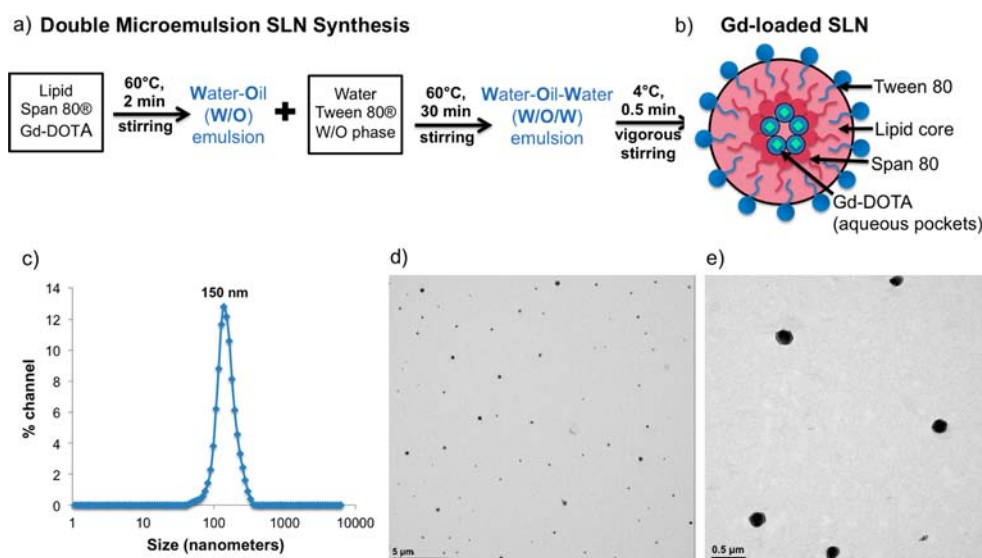 a) Double Microemulsion SLN Synthesis
Lipid
Span 80®
Gd-DOTA
60°C,
2 min
stirring
Water-Oil
(W/O)
emulsion
+
Water
Tween 80®
W/O phase
60°C,
30 min
stirring
Water-Oil-Water
(W/O/W)
emulsion
4°C,
0.5 min
vigorous
stirring
b) Gd-loaded SLN
Tween 80
Lipid core
Span 80
Gd-DOTA
(aqueous pockets)
c)
150 nm
14
12
10
8
6
4
2
0
% channel
1 10 100 1000 10000
Size (nanometers)
d)
5 µm
e)
0.5 µm